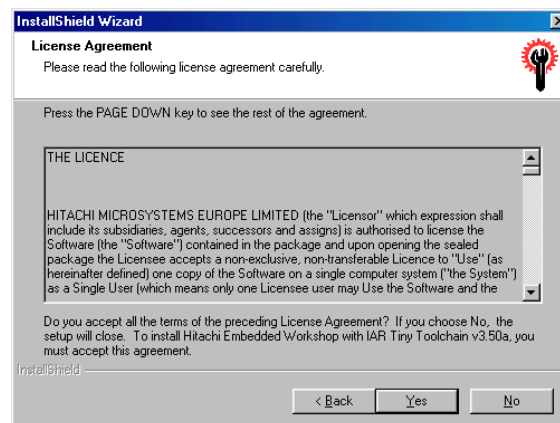 InstallShield Wizard
License Agreement
Please read the following license agreement carefully.
Press the PAGE DOWN key to see the rest of the agreement.
THE LICENCE
HITACHI MICROSYSTEMS EUROPE LIMITED (the "Licensor" which expression shall
include its subsidiaries, agents, successors and assigns) is authorised to license the
Software (the "Software") contained in the package and upon opening the sealed
package the Licensee accepts a non-exclusive, non-transferable Licence to "Use" (as
hereinafter defined) one copy of the Software on a single computer system ("the System")
as a Single User (which means only one Licensee user may Use the Software and the
Do you accept all the terms of the preceding License Agreement?  If you choose No,  the
setup will close.  To install Hitachi Embedded Workshop with IAR Tiny Toolchain v3.50a, you
must accept this agreement.
InstallShield
< Back
Yes
No